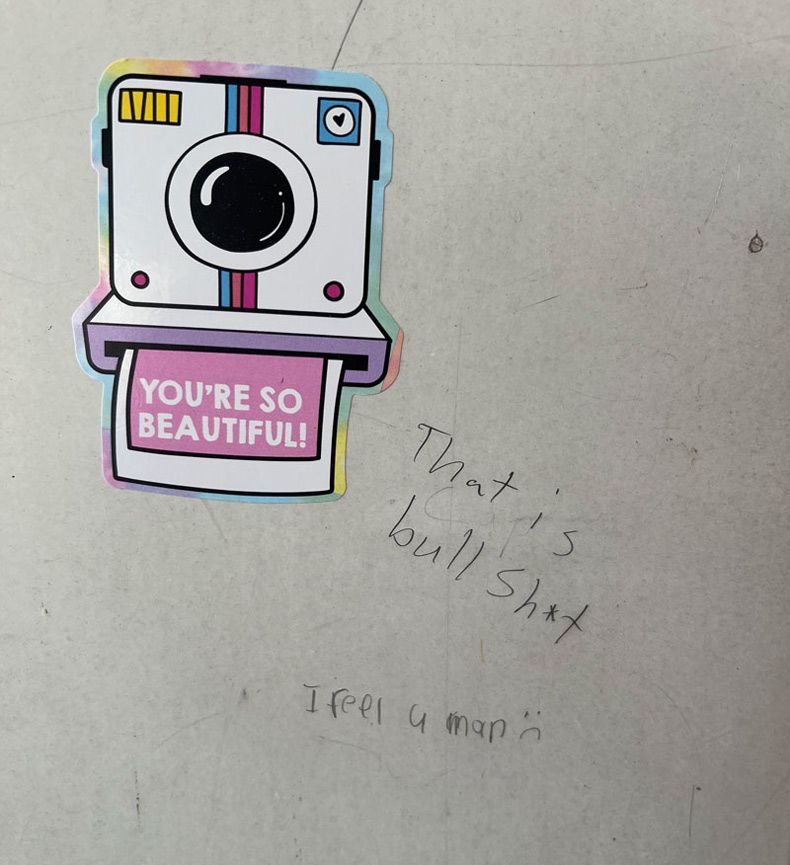 YOU'RE SO
BEAUTIFUL!
That is
bull Sh*t
I feel u man :(